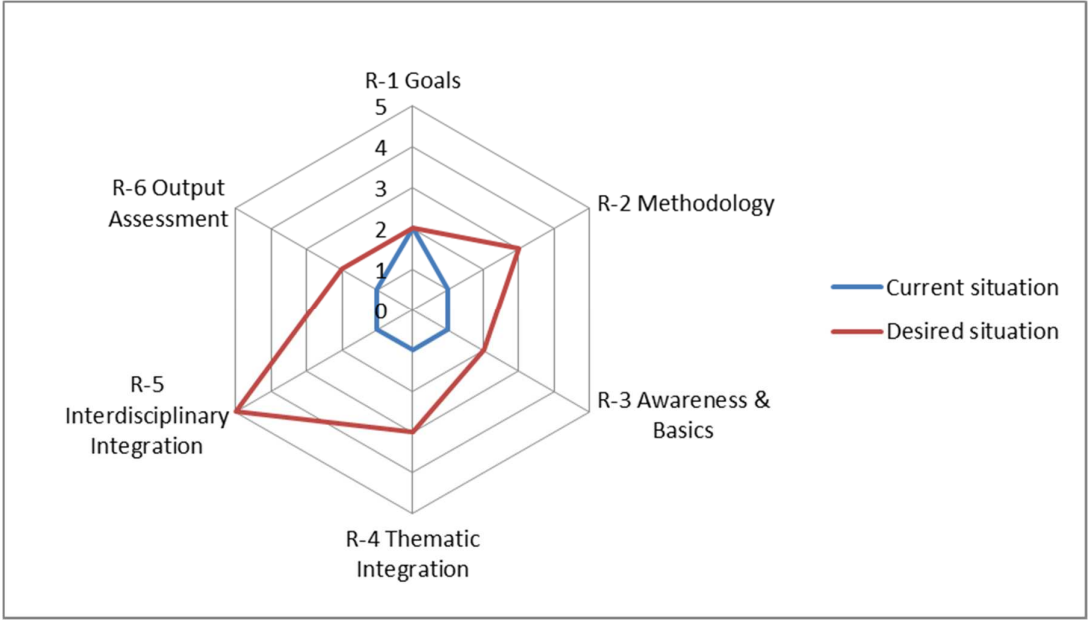 R-1 Goals
5
4
3
2
1
0
R-2 Methodology
R-3 Awareness &
Basics
R-4 Thematic
Integration
R-5
Interdisciplinary
Integration
R-6 Output
Assessment
Current situation
Desired situation